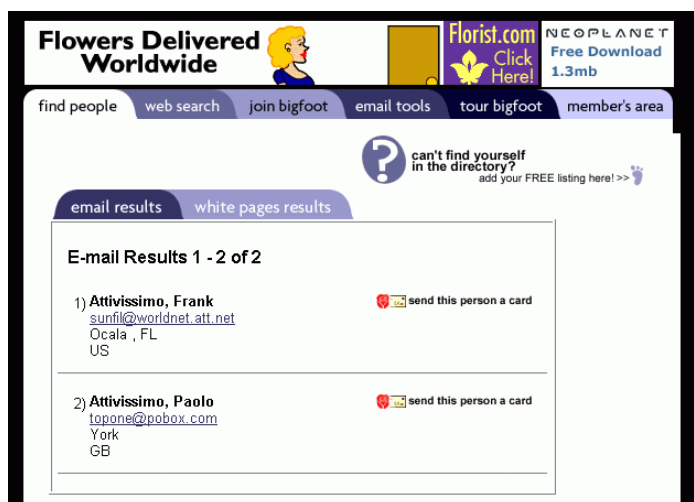 Flowers Delivered
Worldwide
Florist.com
Click
Here!
NEOPLANET
Free Download
1.3mb
find people web search join bigfoot email tools tour bigfoot member's area
?
can't find yourself
in the directory?
add your FREE listing here! >>
email results white pages results
E-mail Results 1 - 2 of 2
1) Attivissimo, Frank send this person a card
sunfil@worldnet.att.net
Ocala , FL
US
2) Attivissimo, Paolo send this person a card
topone@pobox.com
York
GB